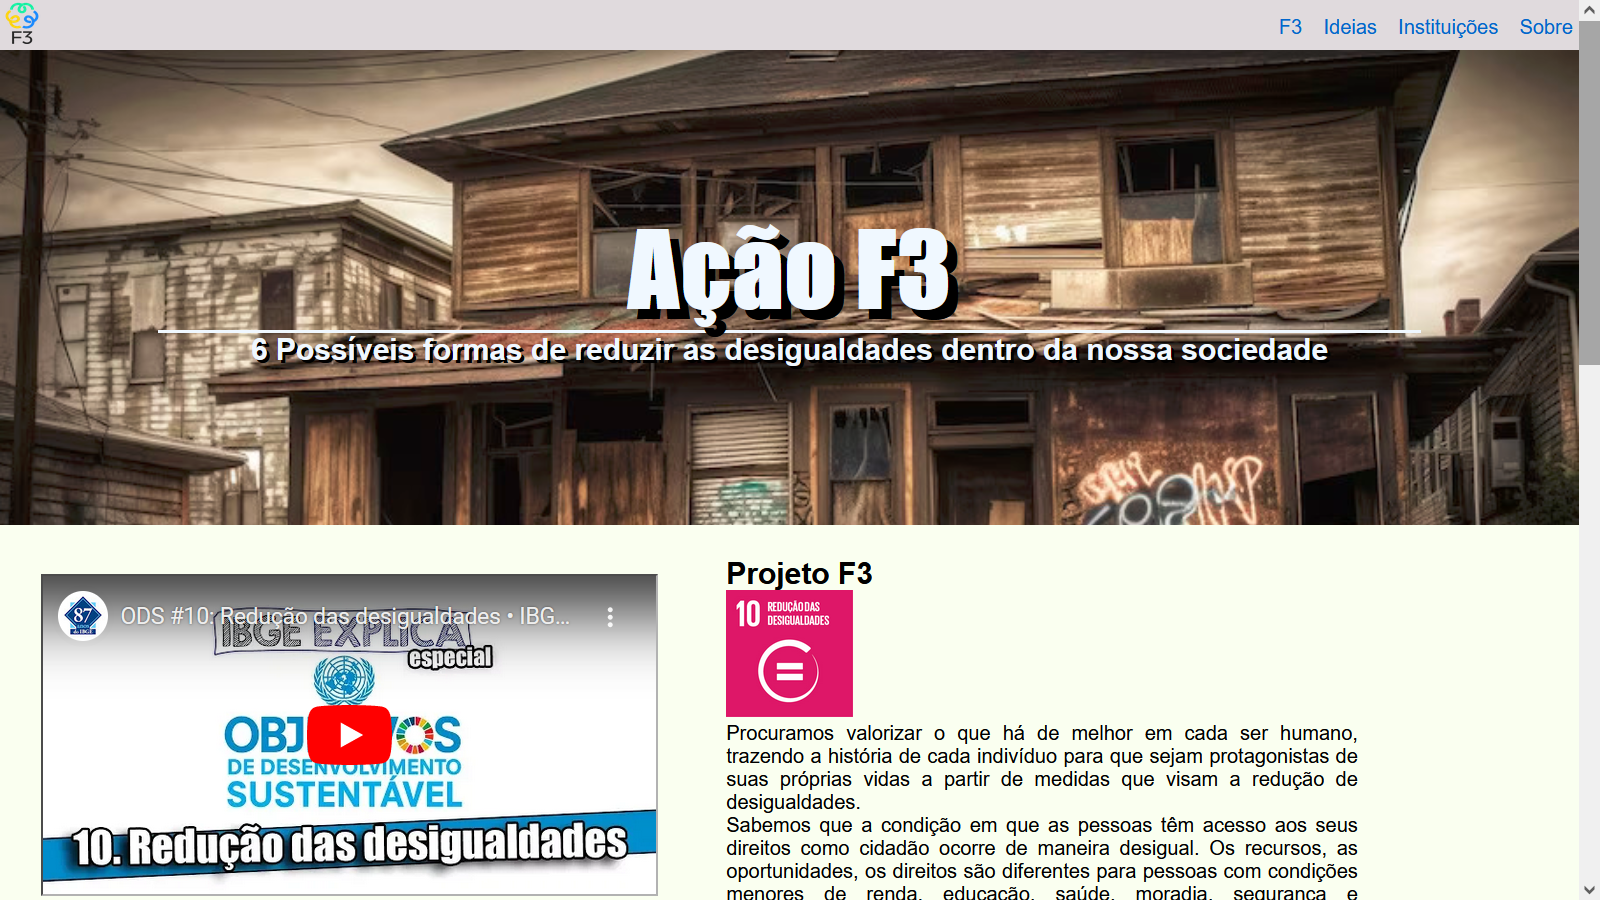 F3
F3 Ideias Instituições Sobre
Ação F3
6 Possíveis formas de reduzir as desigualdades dentro da nossa sociedade
87
ODS #10: Redução das desigualdades • IBG...
IBGE EXPLICA
especial
DE DESENVOLVIMENTO
SUSTENTÁVEL
10. Redução das desigualdades
Projeto F3
10 REDUÇÃO DAS
DESIGUALDADES
Procuramos valorizar o que há de melhor em cada ser humano,
trazendo a história de cada indivíduo para que sejam protagonistas de
suas próprias vidas a partir de medidas que visam a redução de
desigualdades.
Sabemos que a condição em que as pessoas têm acesso aos seus
direitos como cidadão ocorre de maneira desigual. Os recursos, as
oportunidades, os direitos são diferentes para pessoas com condições
menores de renda, educação, saúde, moradia, segurança e